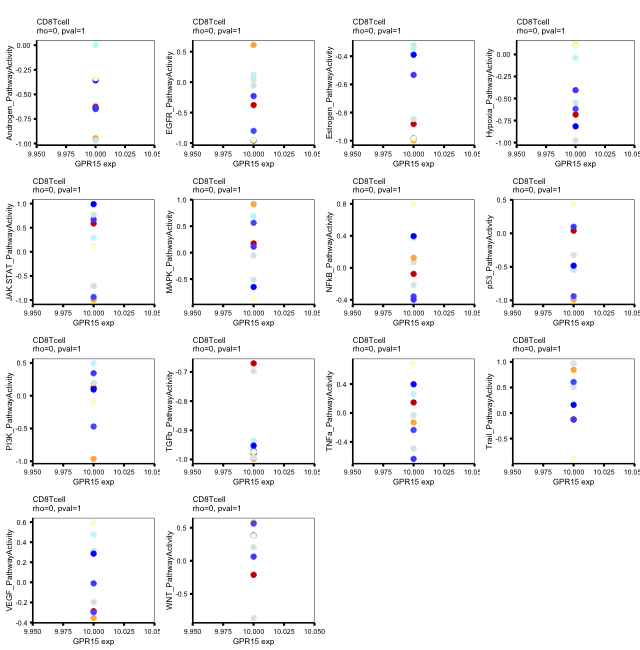 CD8Tcell
rho=0, pval=1
Androgen_PathwayActivity
0.00
-0.25
-0.50
-0.75
-1.00
9.950 9.975 10.000 10.025 10.05
GPR15 exp
CD8Tcell
rho=0, pval=1
EGFR_PathwayActivity
0.5
0.0
-0.5
-1.0
9.950 9.975 10.000 10.025 10.05
GPR15 exp
CD8Tcell
rho=0, pval=1
Estrogen_PathwayActivity
-0.4
-0.6
-0.8
-1.0
9.950 9.975 10.000 10.025 10.05
GPR15 exp
CD8Tcell
rho=0, pval=1
Hypoxia_PathwayActivity
0.00
-0.25
-0.50
-0.75
-1.00
9.950 9.975 10.000 10.025 10.05
GPR15 exp
CD8Tcell
rho=0, pval=1
JAK.STAT_PathwayActivity
1.0
0.5
0.0
-0.5
-1.0
9.950 9.975 10.000 10.025 10.05
GPR15 exp
CD8Tcell
rho=0, pval=1
MAPK_PathwayActivity
1.0
0.5
0.0
-0.5
-1.0
9.950 9.975 10.000 10.025 10.05
GPR15 exp
CD8Tcell
rho=0, pval=1
NFkB_PathwayActivity
0.8
0.4
0.0
-0.4
9.950 9.975 10.000 10.025 10.05
GPR15 exp
CD8Tcell
rho=0, pval=1
p53_PathwayActivity
0.5
0.0
-0.5
-1.0
9.950 9.975 10.000 10.025 10.05
GPR15 exp
CD8Tcell
rho=0, pval=1
PI3K_PathwayActivity
0.5
0.0
-0.5
-1.0
9.950 9.975 10.000 10.025 10.05
GPR15 exp
CD8Tcell
rho=0, pval=1
TGFb_PathwayActivity
-0.7
-0.8
-0.9
-1.0
9.950 9.975 10.000 10.025 10.05
GPR15 exp
CD8Tcell
rho=0, pval=1
TNFa_PathwayActivity
0.4
0.0
-0.4
9.950 9.975 10.000 10.025 10.05
GPR15 exp
CD8Tcell
rho=0, pval=1
Trail_PathwayActivity
1.0
0.5
0.0
-0.5
9.950 9.975 10.000 10.025 10.05
GPR15 exp
CD8Tcell
rho=0, pval=1
VEGF_PathwayActivity
0.6
0.4
0.2
0.0
-0.2
-0.4
9.950 9.975 10.000 10.025 10.05
GPR15 exp
CD8Tcell
rho=0, pval=1
WNT_PathwayActivity
0.5
0.0
-0.5
9.950 9.975 10.000 10.025 10.050
GPR15 exp